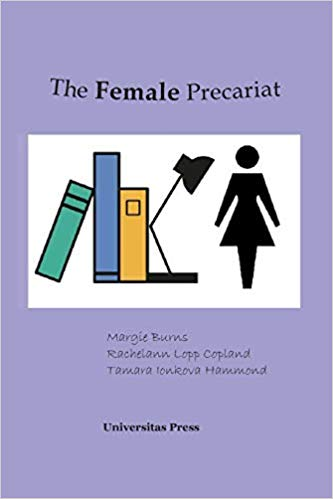 The Female Precariat
Margie Burns
Rachelann Lopp Copland
Tamara Ionkova Hammond
Universitas Press